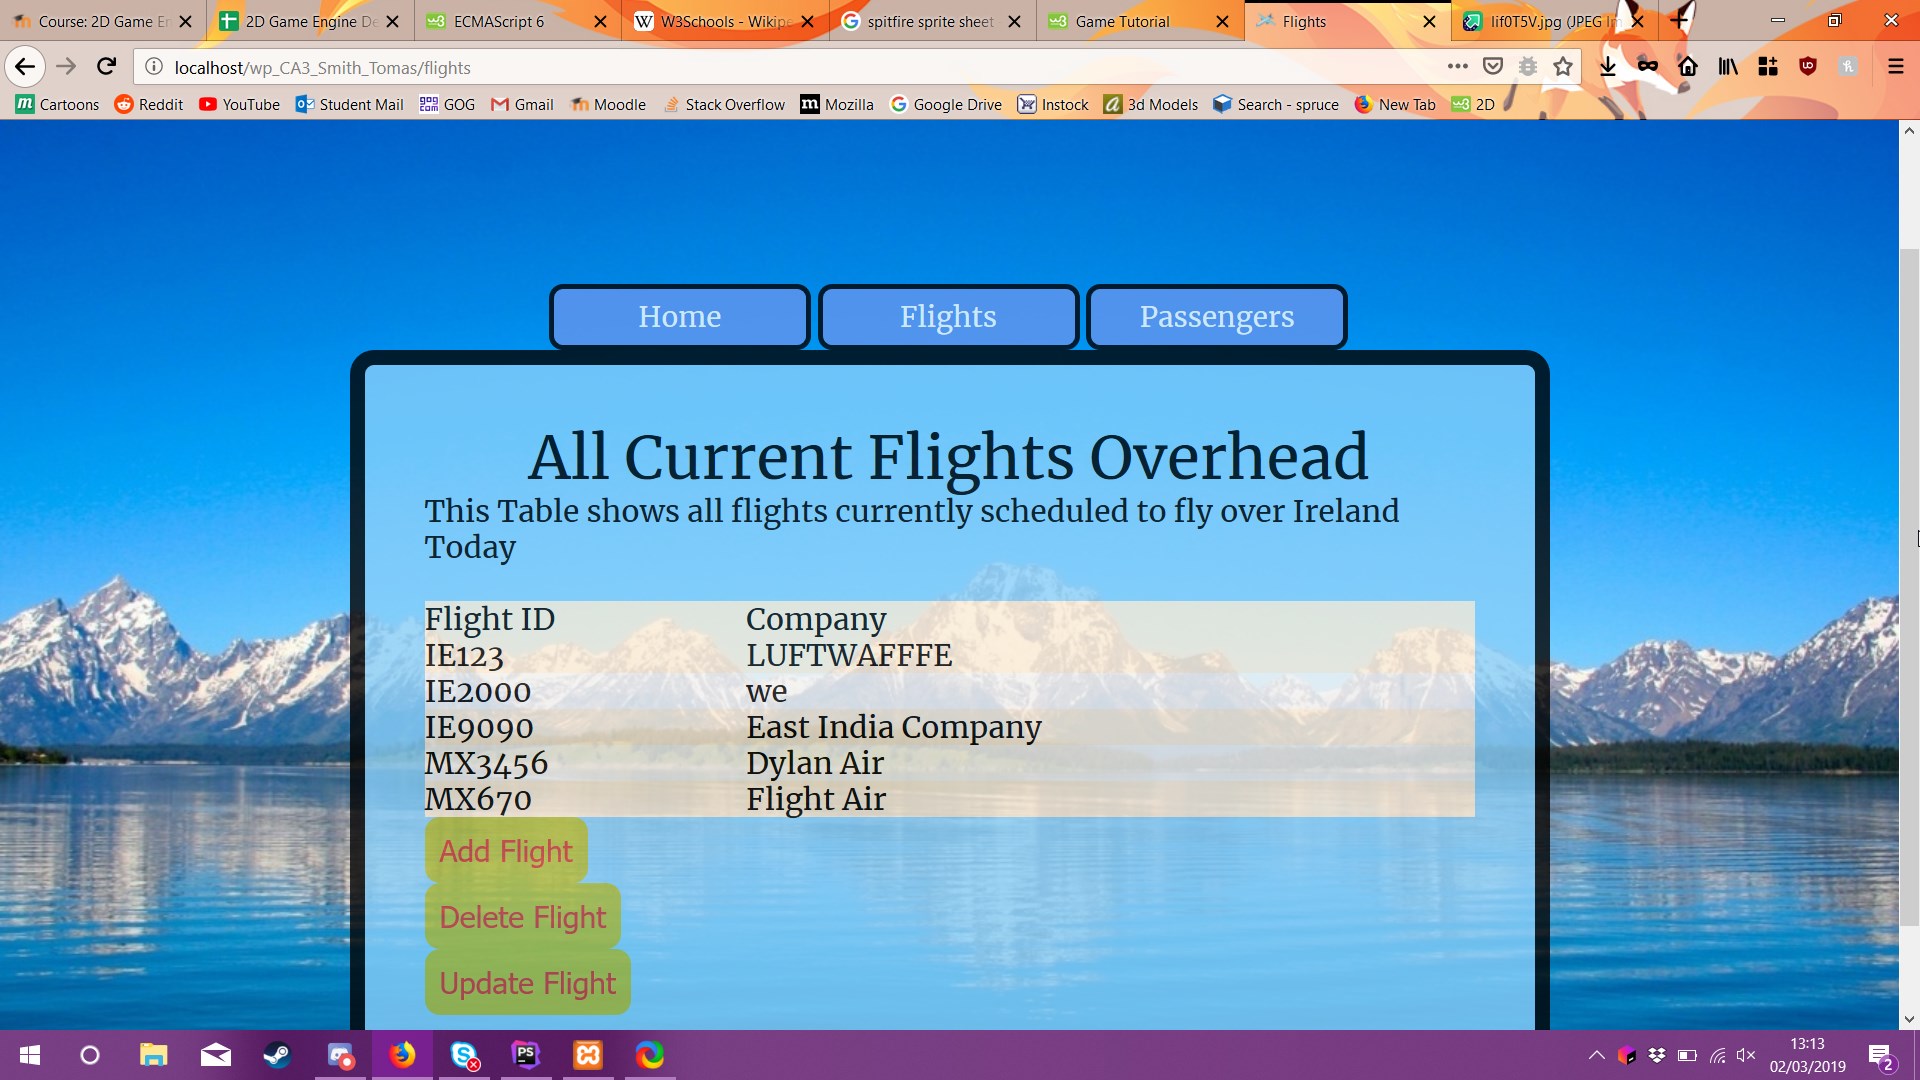 Course: 2D Game En
2D Game Engine De
ECMAScript 6
W3Schools - Wikipe
spitfire sprite sheet
Game Tutorial
Flights
lif0T5V.jpg (JPEG Im
localhost/wp_CA3_Smith_Tomas/flights
Cartoons
Reddit
YouTube
Student Mail
GOG
Gmail
Moodle
Stack Overflow
Mozilla
Google Drive
Instock
3d Models
Search - spruce
New Tab
2D
Home
Flights
Passengers
All Current Flights Overhead
This Table shows all flights currently scheduled to fly over Ireland
Today
Flight ID Company
IE123 LUFTWAFFFE
IE2000 we
IE9090 East India Company
MX3456 Dylan Air
MX670 Flight Air
Add Flight
Delete Flight
Update Flight
13:13
02/03/2019
2